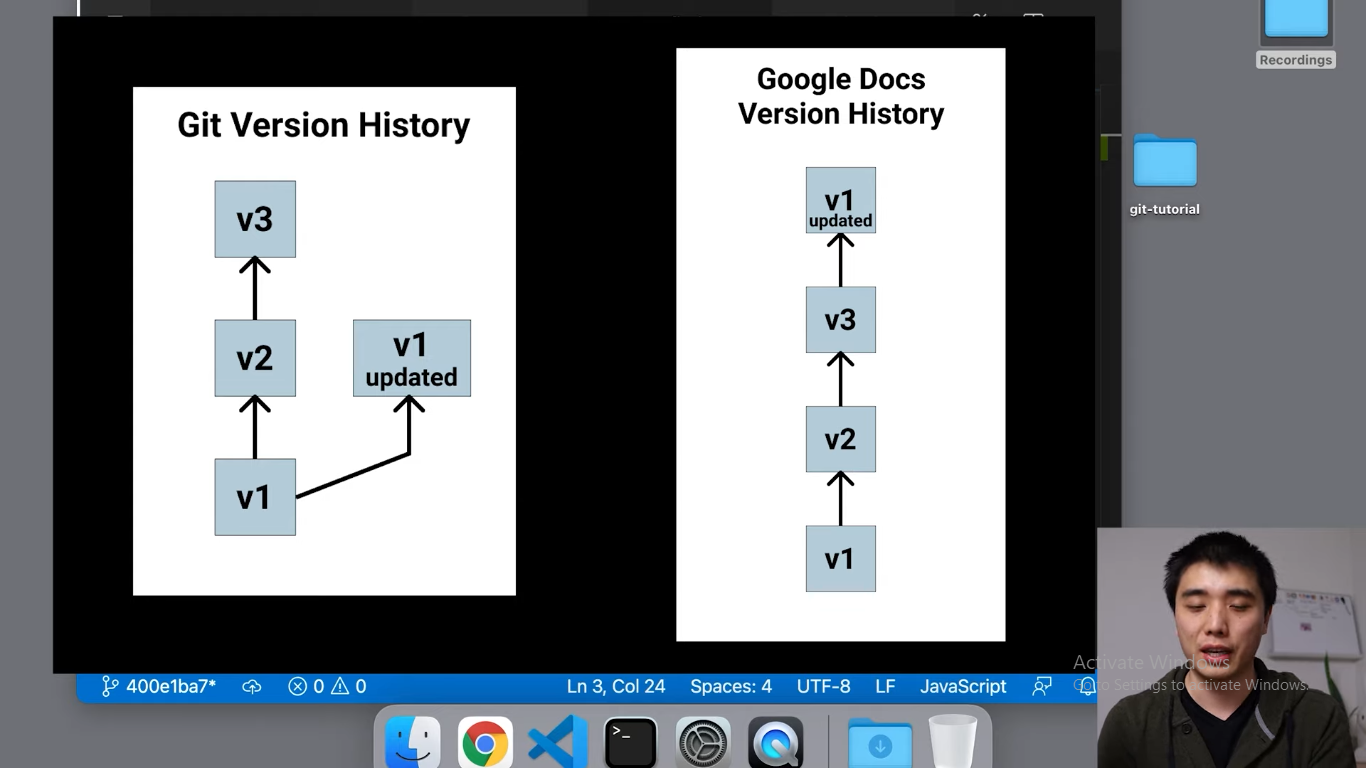 Recordings
git-tutorial
Git Version History
v3
v2
v1
updated
v1
Google Docs
Version History
v1
updated
v3
v2
v1
400e1ba7*
0
0
Ln 3, Col 24
Spaces: 4
UTF-8
LF
JavaScript
>_
Activate Windows
Go to Settings to Activate Windows.